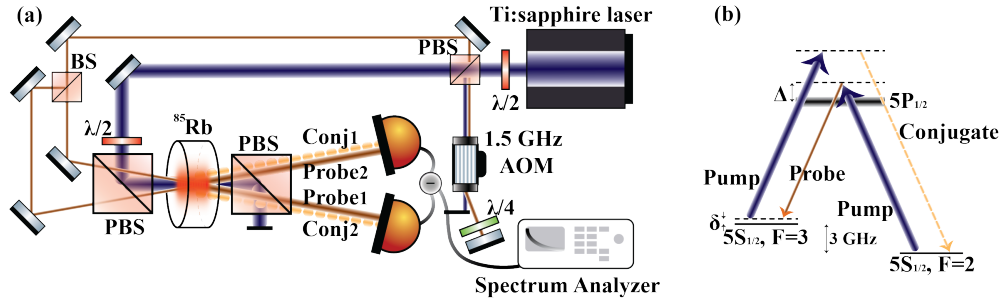 (a)
Ti:sapphire laser
PBS
BS
λ/2
λ/2
85Rb
PBS
Conj1
Probe2
Probe1
Conj2
PBS
1.5 GHz
AOM
λ/4
−
Spectrum Analyzer
(b)
Δ
5P1/2
Conjugate
Pump
Probe
Pump
δ
5S1/2, F=3
3 GHz
5S1/2, F=2